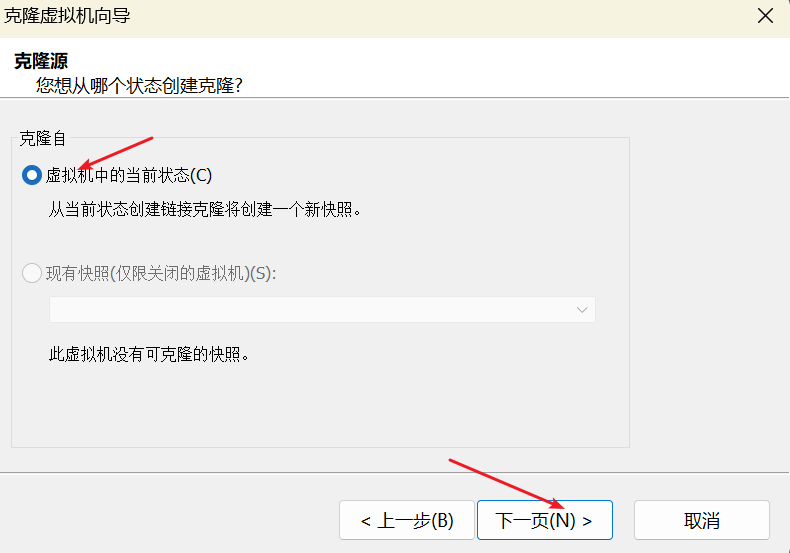 克隆虚拟机向导
克隆源
您想从哪个状态创建克隆?
克隆自
虚拟机中的当前状态(C)
从当前状态创建链接克隆将创建一个新快照。
现有快照(仅限关闭的虚拟机)(S):
此虚拟机没有可克隆的快照。
< 上一步(B) 下一页(N) > 取消